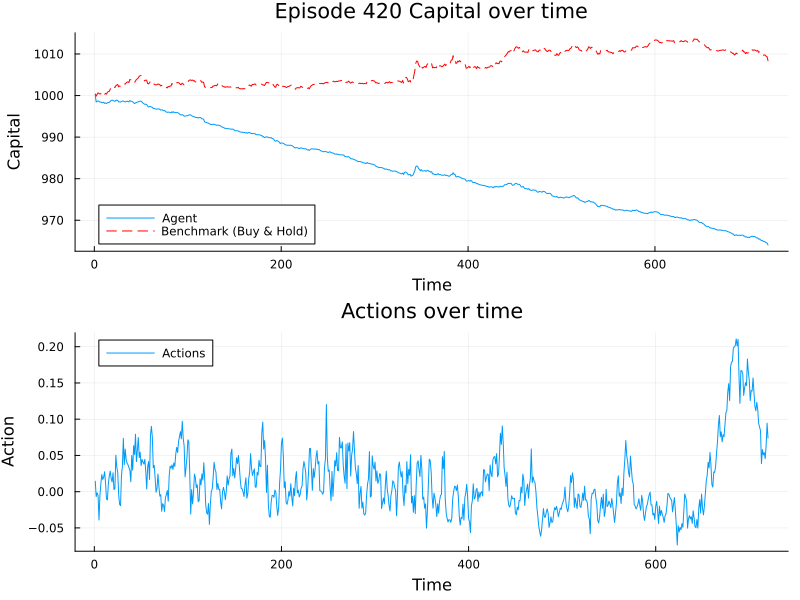 Episode 420 Capital over time
Capital
1010
1000
990
980
970
Agent
Benchmark (Buy & Hold)
0
200
400
600
Time
Actions over time
Action
0.20
0.15
0.10
0.05
0.00
−0.05
Actions
0
200
400
600
Time